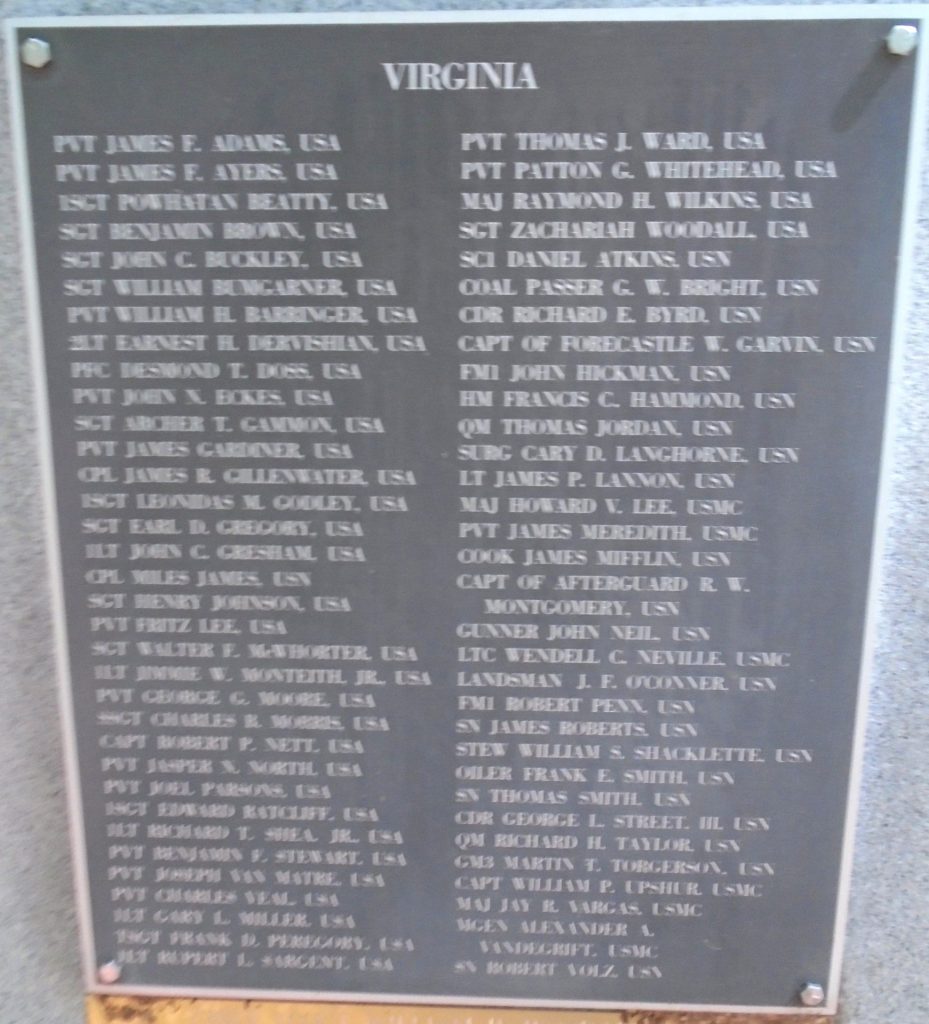 VIRGINIA
PVT JAMES F. ADAMS, USA
PVT JAMES F. AYERS, USA
1SGT POWHATAN BEATTY, USA
SGT BENJAMIN BROWN, USA
SGT JOHN C. BUCKLEY, USA
SGT WILLIAM BUMGARNER, USA
PVT WILLIAM H. BARRINGER, USA
2LT EARNEST H. DERVISHIAN, USA
PFC DESMOND T. DOSS, USA
PVT JOHN N. ECKES, USA
SGT ARCHER T. GAMMON, USA
PVT JAMES GARDINER, USA
CPL JAMES R. GILLENWATER, USA
1SGT LEONIDAS M. GODLEY, USA
SGT EARL D. GREGORY, USA
1LT JOHN C. GRESHAM, USA
CPL MILES JAMES, USN
SGT HENRY JOHNSON, USA
PVT FRITZ LEE, USA
SGT WALTER F. McWHORTER, USA
1LT JIMMIE W. MONTEITH, JR., USA
PVT GEORGE G. MOORE, USA
SSGT CHARLES B. MORRIS, USA
CAPT ROBERT P. NETT, USA
PVT JASPER N. NORTH, USA
PVT JOEL PARSONS, USA
1SGT EDWARD RATCLIFF, USA
1LT RICHARD T. SHEA, JR., USA
PVT BENJAMIN F. STEWART, USA
PVT JOSEPH VAN MATRE, USA
PVT CHARLES VEAL, USA
1LT GARY L. MILLER, USA
TSGT FRANK D. PEREGORY, USA
1LT RUPERT L. SARGENT, USA
PVT THOMAS J. WARD, USA
PVT PATTON G. WHITEHEAD, USA
MAJ RAYMOND H. WILKINS, USA
SGT ZACHARIAH WOODALL, USA
SC1 DANIEL ATKINS, USN
COAL PASSER G. W. BRIGHT, USN
CDR RICHARD E. BYRD, USN
CAPT OF FORECASTLE W. GARVIN, USN
FM1 JOHN HICKMAN, USN
HM FRANCIS C. HAMMOND, USN
QM THOMAS JORDAN, USN
SURG CARY D. LANGHORNE, USN
LT JAMES P. LANNON, USN
MAJ HOWARD V. LEE, USMC
PVT JAMES MEREDITH, USMC
COOK JAMES MIFFLIN, USN
CAPT OF AFTERGUARD R. W.
MONTGOMERY, USN
GUNNER JOHN NEIL, USN
LTC WENDELL C. NEVILLE, USMC
LANDSMAN J. F. O'CONNER, USN
FM1 ROBERT PENN, USN
SN JAMES ROBERTS, USN
STEW WILLIAM S. SHACKLETTE, USN
OILER FRANK E. SMITH, USN
SN THOMAS SMITH, USN
CDR GEORGE L. STREET, III, USN
QM RICHARD H. TAYLOR, USN
GM3 MARTIN T. TORGERSON, USN
CAPT WILLIAM P. UPSHUR, USMC
MAJ JAY R. VARGAS, USMC
MGEN ALEXANDER A.
VANDEGRIFT, USMC
SN ROBERT VOLZ, USN